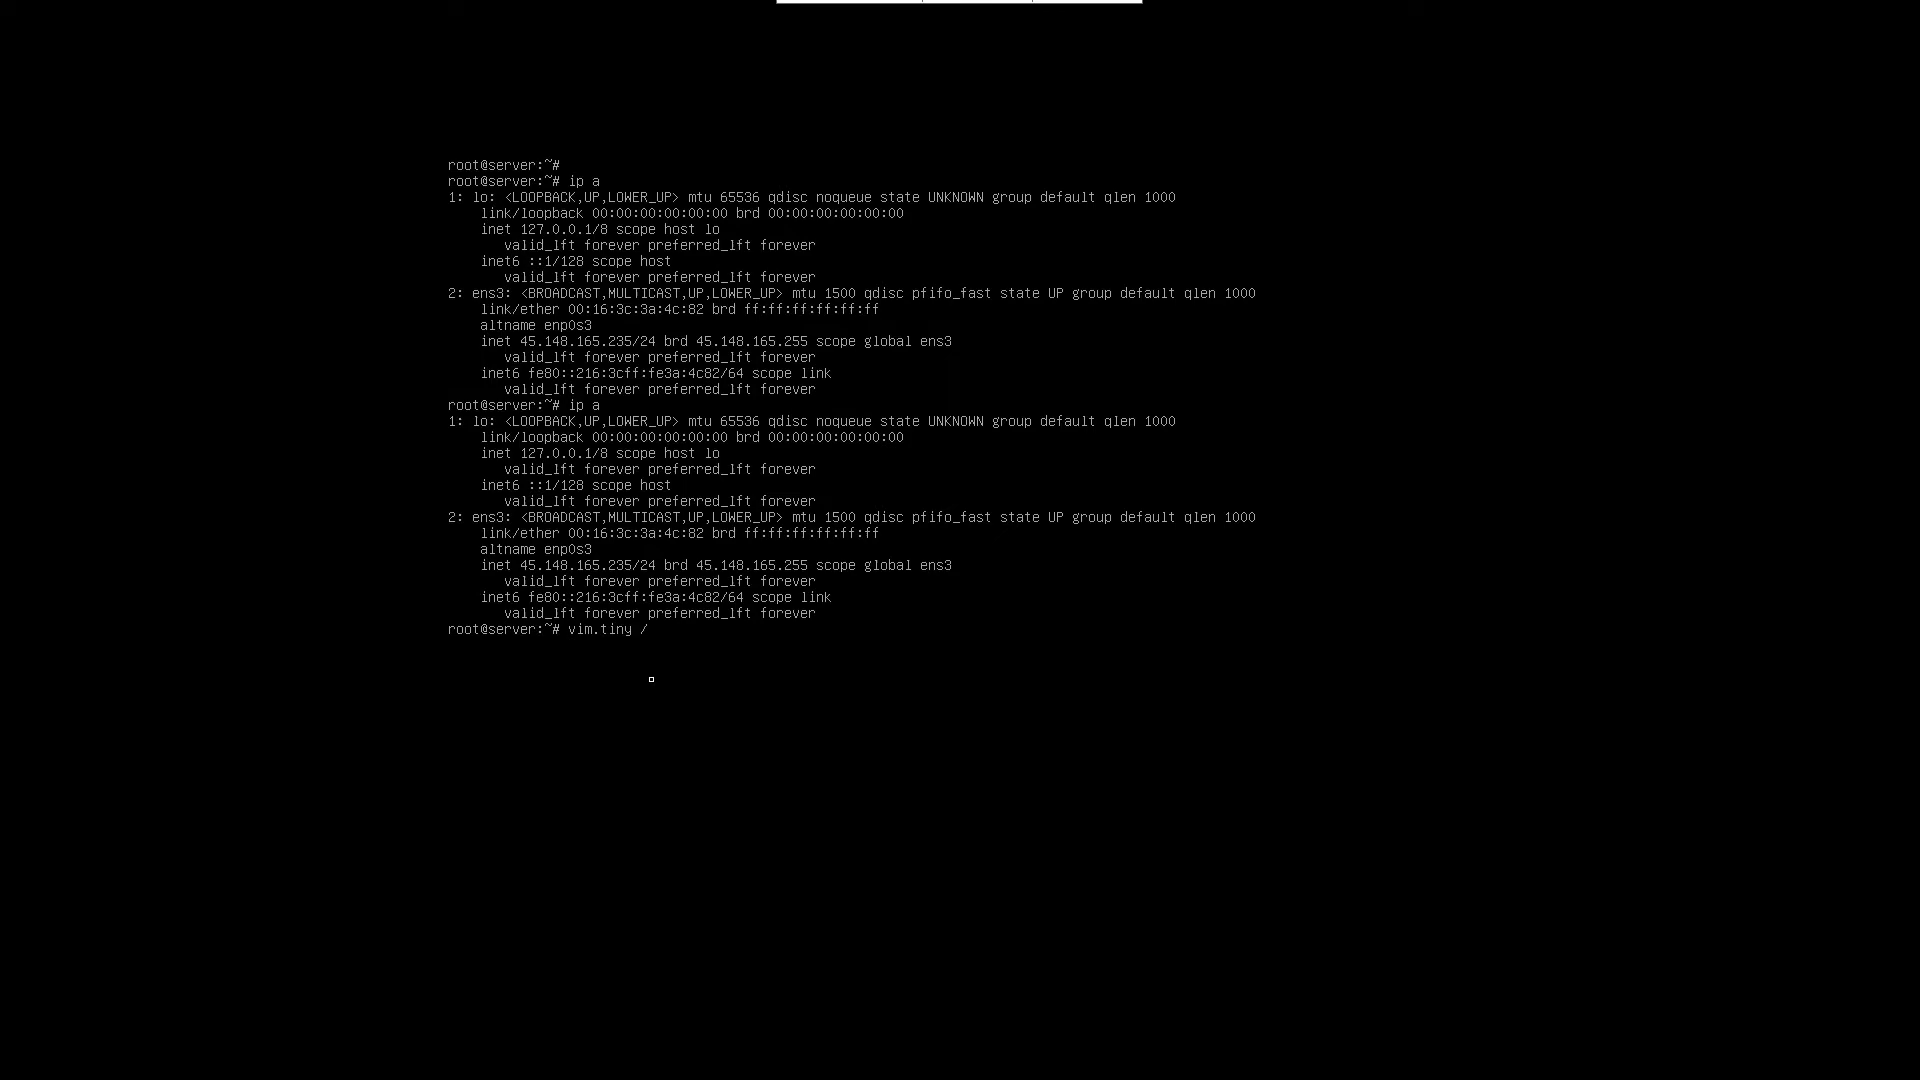 root@server:~#
root@server:~# ip a
1: lo: <LOOPBACK,UP,LOWER_UP> mtu 65536 qdisc noqueue state UNKNOWN group default qlen 1000
    link/loopback 00:00:00:00:00:00 brd 00:00:00:00:00:00
    inet 127.0.0.1/8 scope host lo
       valid_lft forever preferred_lft forever
    inet6 ::1/128 scope host
       valid_lft forever preferred_lft forever
2: ens3: <BROADCAST,MULTICAST,UP,LOWER_UP> mtu 1500 qdisc pfifo_fast state UP group default qlen 1000
    link/ether 00:16:3c:3a:4c:82 brd ff:ff:ff:ff:ff:ff
    altname enp0s3
    inet 45.148.165.235/24 brd 45.148.165.255 scope global ens3
       valid_lft forever preferred_lft forever
    inet6 fe80::216:3cff:fe3a:4c82/64 scope link
       valid_lft forever preferred_lft forever
root@server:~# ip a
1: lo: <LOOPBACK,UP,LOWER_UP> mtu 65536 qdisc noqueue state UNKNOWN group default qlen 1000
    link/loopback 00:00:00:00:00:00 brd 00:00:00:00:00:00
    inet 127.0.0.1/8 scope host lo
       valid_lft forever preferred_lft forever
    inet6 ::1/128 scope host
       valid_lft forever preferred_lft forever
2: ens3: <BROADCAST,MULTICAST,UP,LOWER_UP> mtu 1500 qdisc pfifo_fast state UP group default qlen 1000
    link/ether 00:16:3c:3a:4c:82 brd ff:ff:ff:ff:ff:ff
    altname enp0s3
    inet 45.148.165.235/24 brd 45.148.165.255 scope global ens3
       valid_lft forever preferred_lft forever
    inet6 fe80::216:3cff:fe3a:4c82/64 scope link
       valid_lft forever preferred_lft forever
root@server:~# vim.tiny /